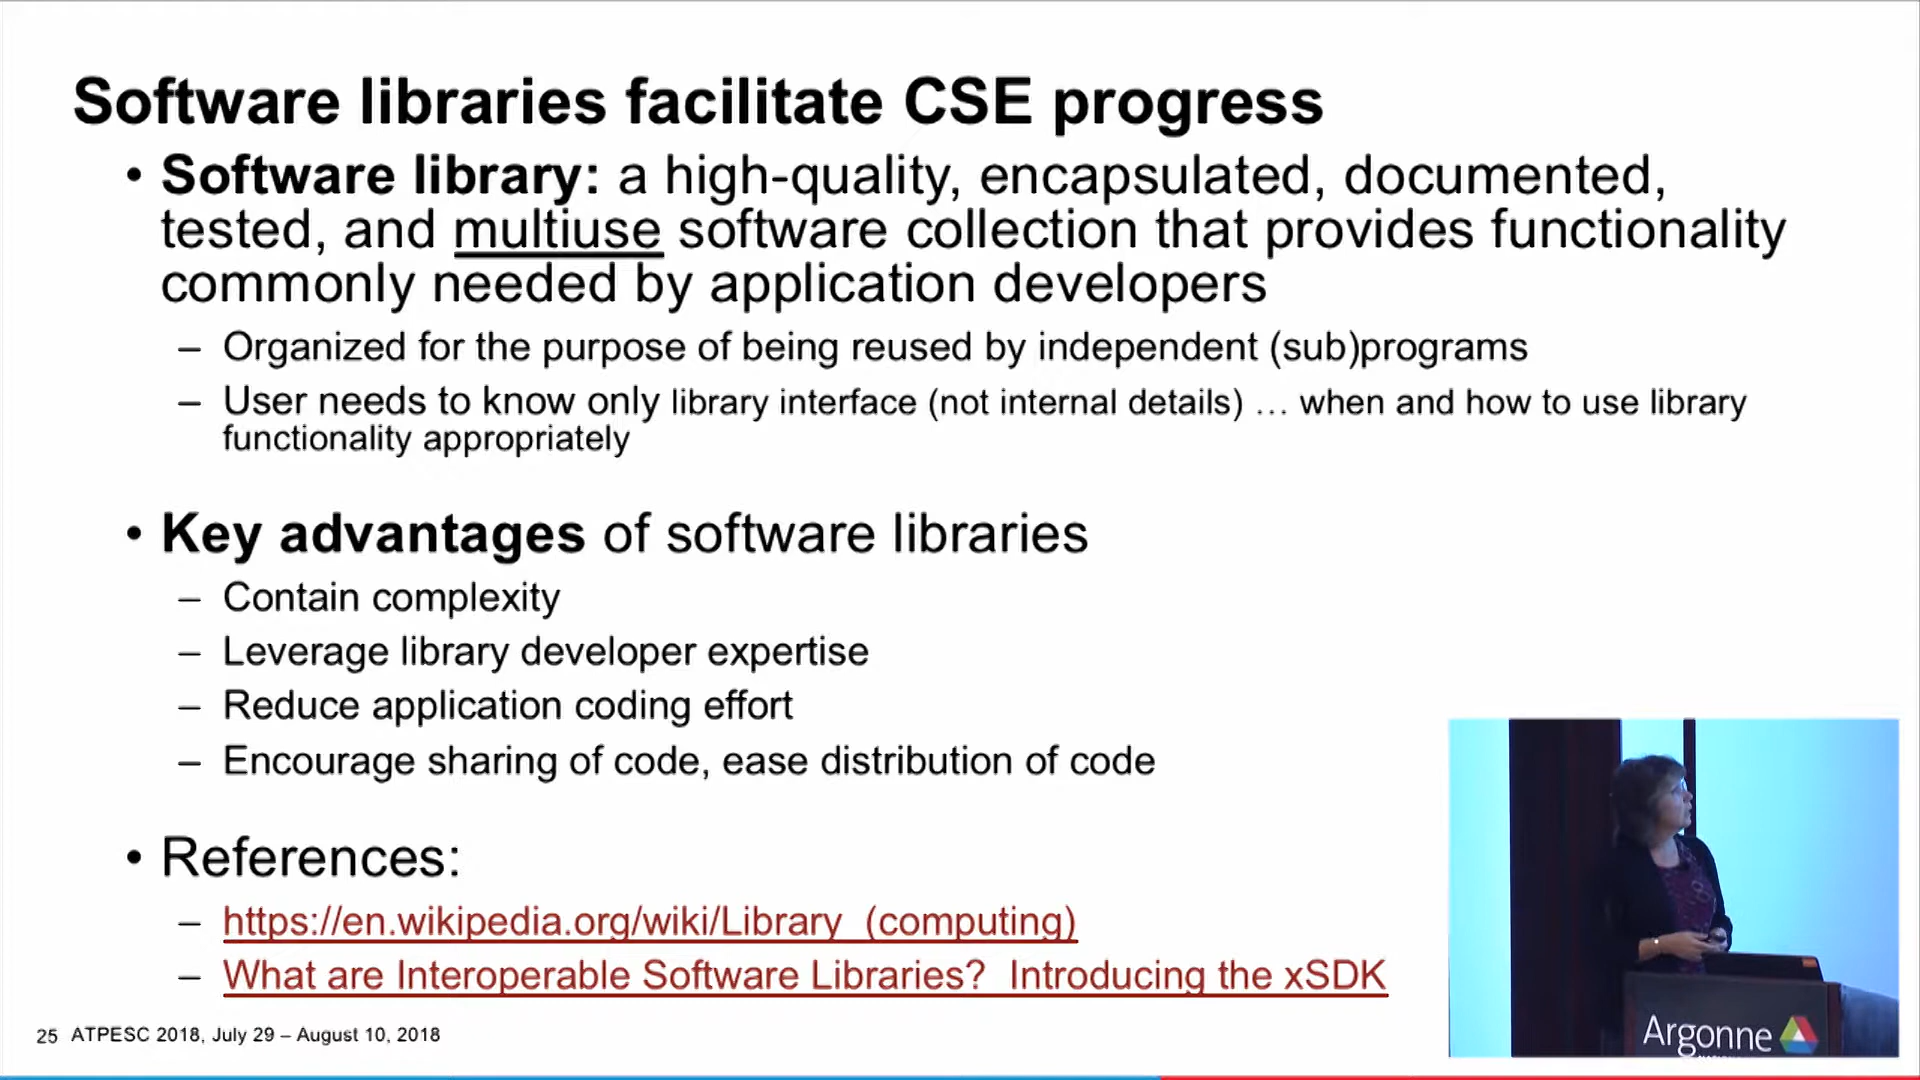 Software libraries facilitate CSE progress
• Software library: a high-quality, encapsulated, documented,
tested, and multiuse software collection that provides functionality
commonly needed by application developers
– Organized for the purpose of being reused by independent (sub)programs
– User needs to know only library interface (not internal details) … when and how to use library
functionality appropriately
• Key advantages of software libraries
– Contain complexity
– Leverage library developer expertise
– Reduce application coding effort
– Encourage sharing of code, ease distribution of code
• References:
– https://en.wikipedia.org/wiki/Library_(computing)
– What are Interoperable Software Libraries? Introducing the xSDK
25 ATPESC 2018, July 29 – August 10, 2018
Argonne